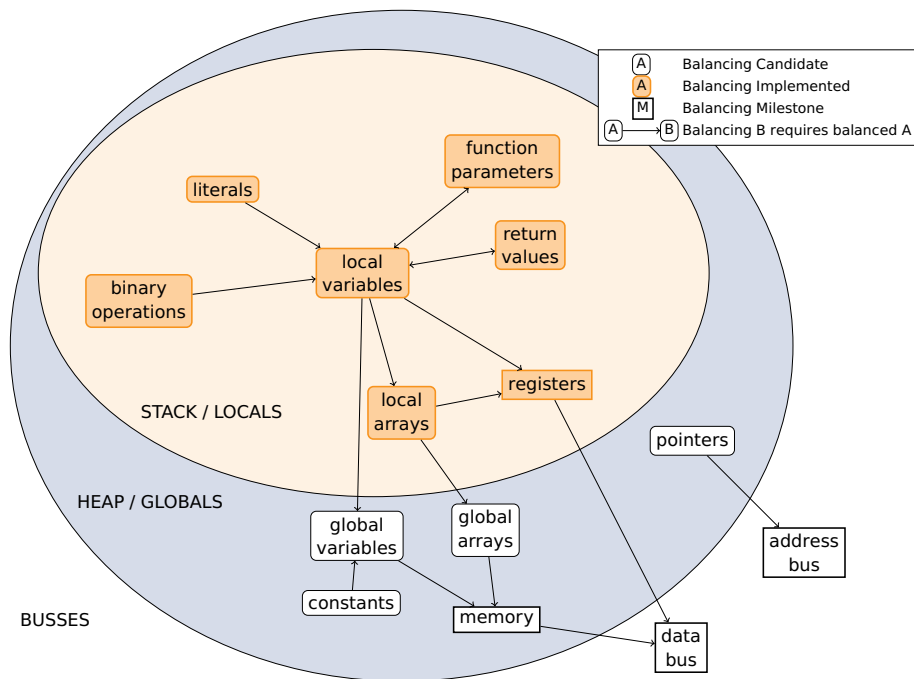 A Balancing Candidate
A Balancing Implemented
M Balancing Milestone
A B Balancing B requires balanced A
function
parameters
literals
return
values
local
variables
binary
operations
registers
local
arrays
STACK / LOCALS
pointers
HEAP / GLOBALS
global
variables
global
arrays
address
bus
constants
memory
BUSSES
data
bus